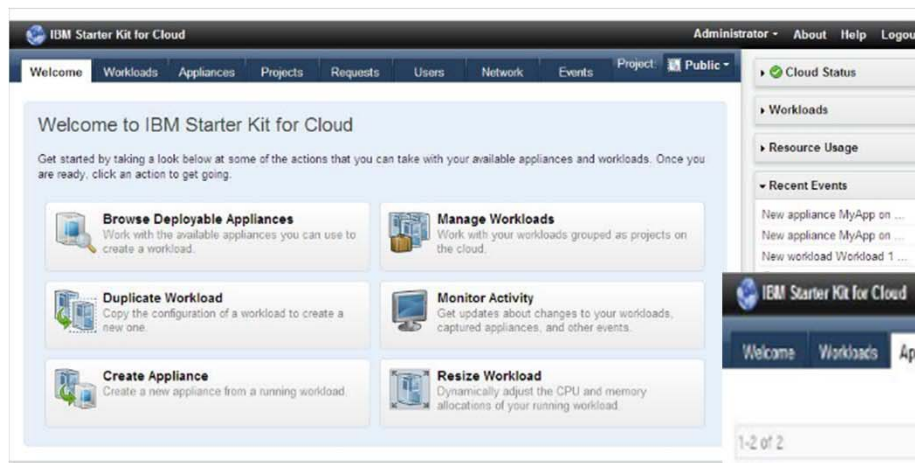 IBM Starter Kit for Cloud
Administrator About Help Logou
Welcome Workloads Appliances Projects Requests Users Network Events Project: Public
Welcome to IBM Starter Kit for Cloud
Get started by taking a look below at some of the actions that you can take with your available appliances and workloads. Once you
are ready, click an action to get going.
Browse Deployable Appliances
Work with the available appliances you can use to
create a workload.
Manage Workloads
Work with your workloads grouped as projects on
the cloud.
Duplicate Workload
Copy the configuration of a workload to create a
new one.
Monitor Activity
Get updates about changes to your workloads,
captured appliances, and other events.
Create Appliance
Create a new appliance from a running workload.
Resize Workload
Dynamically adjust the CPU and memory
allocations of your running workload.
Cloud Status
Workloads
Resource Usage
Recent Events
New appliance MyApp on ...
New appliance MyApp on ...
New workload Workload 1 ...
IBM Starter Kit for Cloud
Welcome Workloads Ap
1-2 of 2